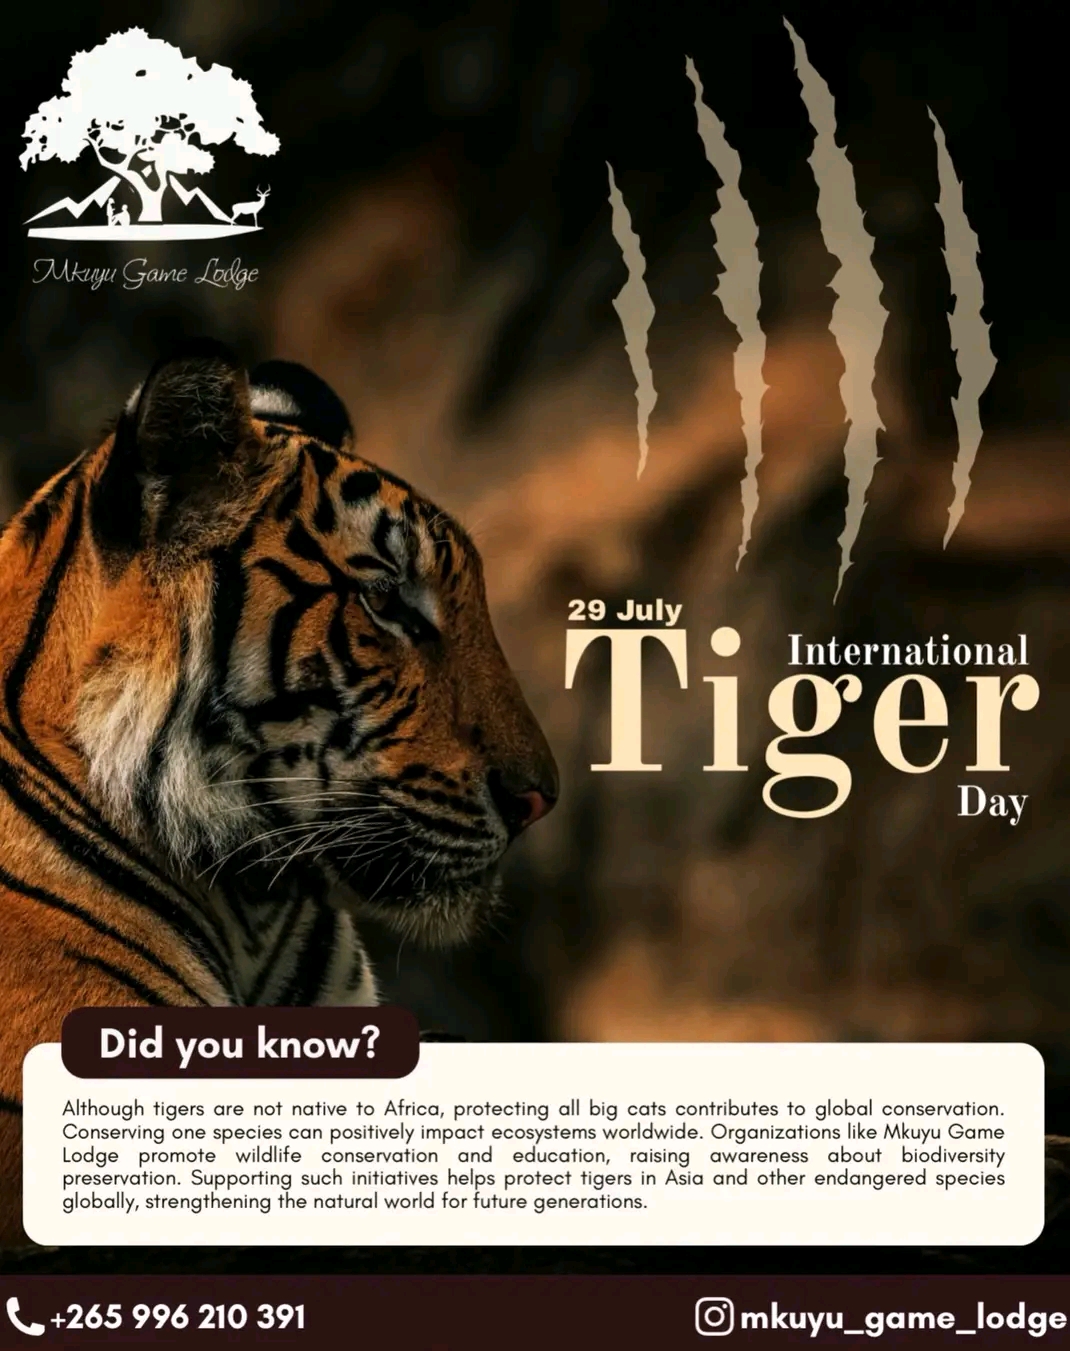 Mkuyu Game Lodge
29 July
International
Tiger
Day
Did you know?
Although tigers are not native to Africa, protecting all big cats contributes to global conservation.
Conserving one species can positively impact ecosystems worldwide. Organizations like Mkuyu Game
Lodge promote wildlife conservation and education, raising awareness about biodiversity
preservation. Supporting such initiatives helps protect tigers in Asia and other endangered species
globally, strengthening the natural world for future generations.
+265 996 210 391
mkuyu_game_lodge